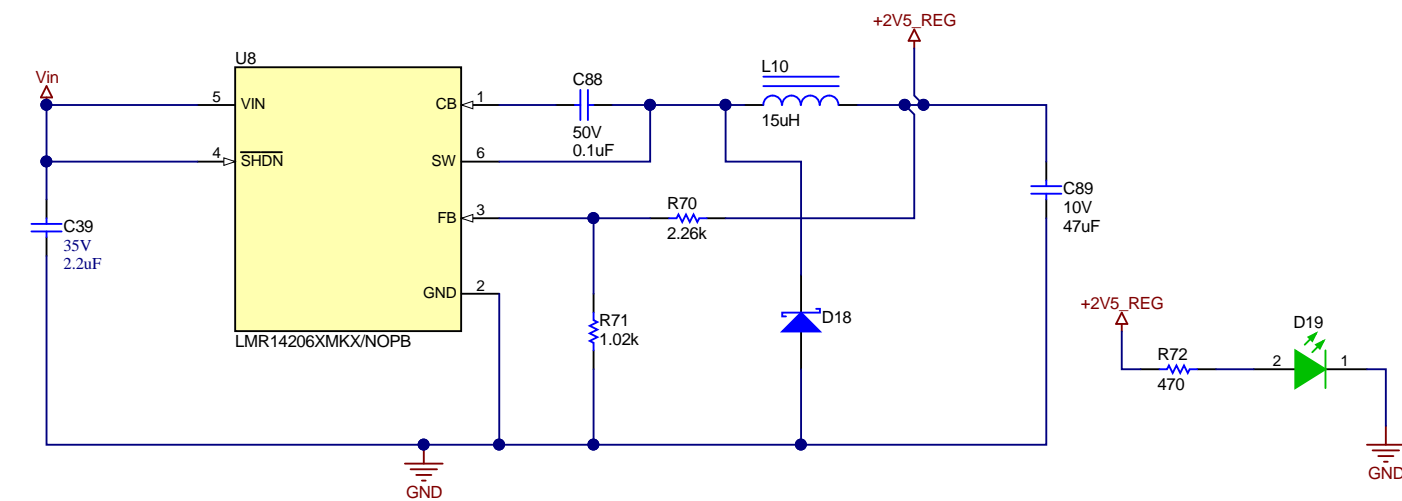 +2V5_REG
U8
Vin
L10
C88
5
VIN
CB
1
15uH
50V
0.1uF
4
SHDN
SW
6
C89
10V
47uF
R70
2.26k
FB
3
C39
35V
2.2uF
GND
2
R71
1.02k
D18
LMR14206XMKX/NOPB
+2V5_REG
D19
R72
470
2
1
GND
GND